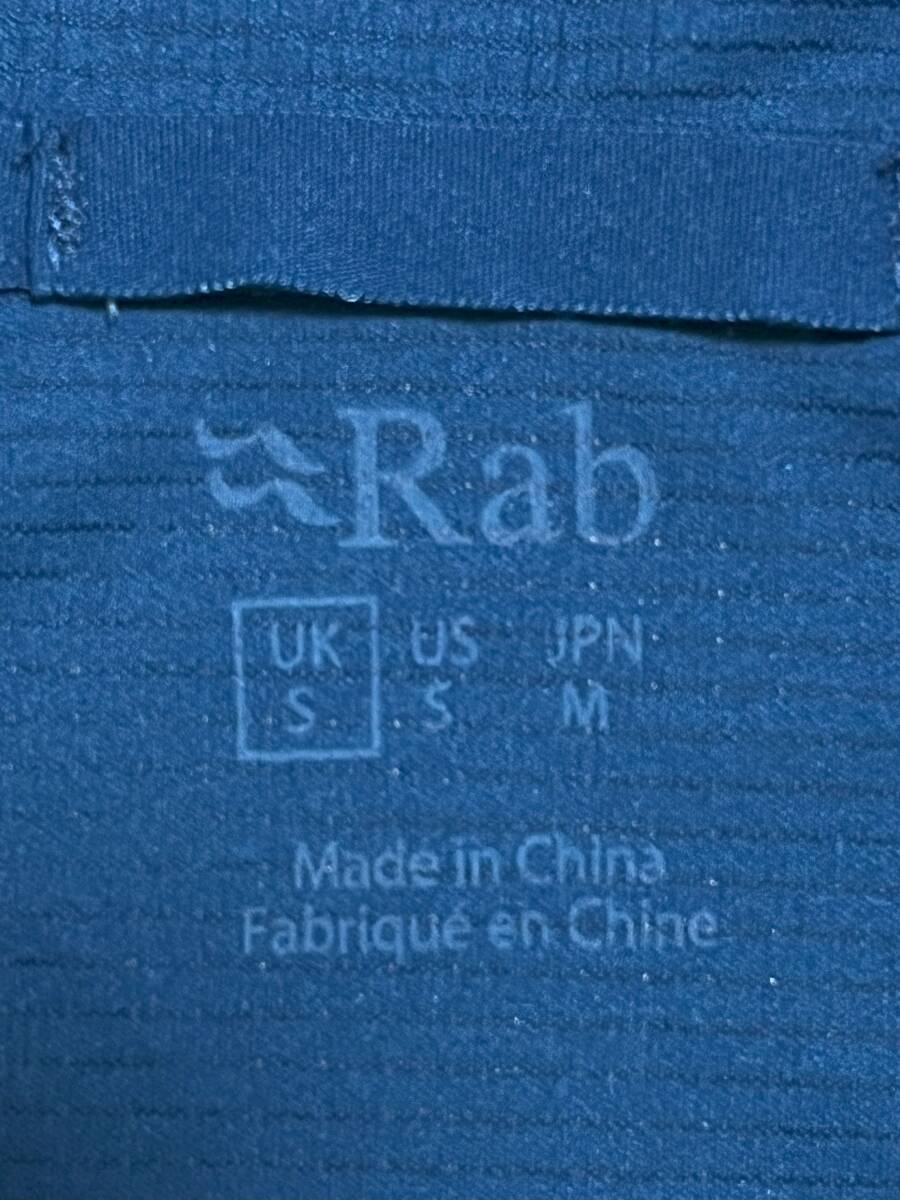 Rab
UK US JPN
S S M
Made in China
Fabriqué en Chine